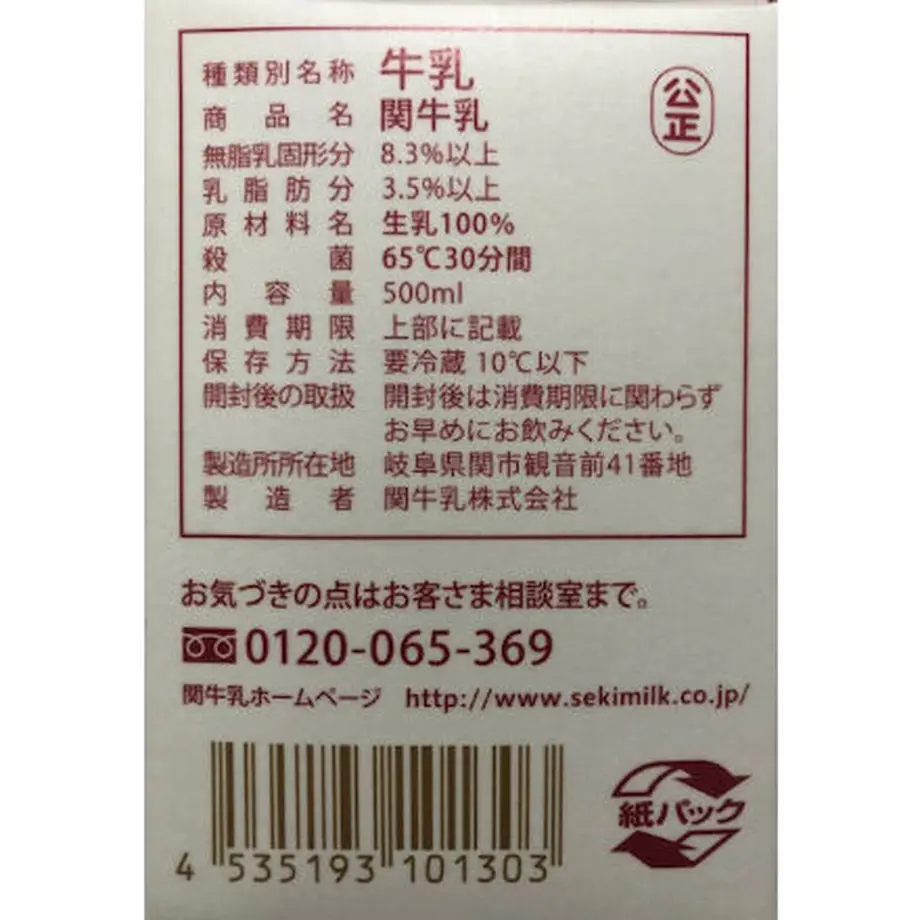 種類別名称 牛乳
公正
商品名 関牛乳
無脂乳固形分 8.3%以上
乳脂肪分 3.5%以上
原材料名 生乳100%
殺菌 65℃30分間
内容量 500ml
消費期限 上部に記載
保存方法 要冷蔵 10℃以下
開封後の取扱 開封後は消費期限に関わらず
お早めにお飲みください。
製造所所在地 岐阜県関市観音前41番地
製造者 関牛乳株式会社
お気づきの点はお客さま相談室まで。
0120-065-369
関牛乳ホームページ http://www.sekimilk.co.jp/
紙パック
4 535193 101303